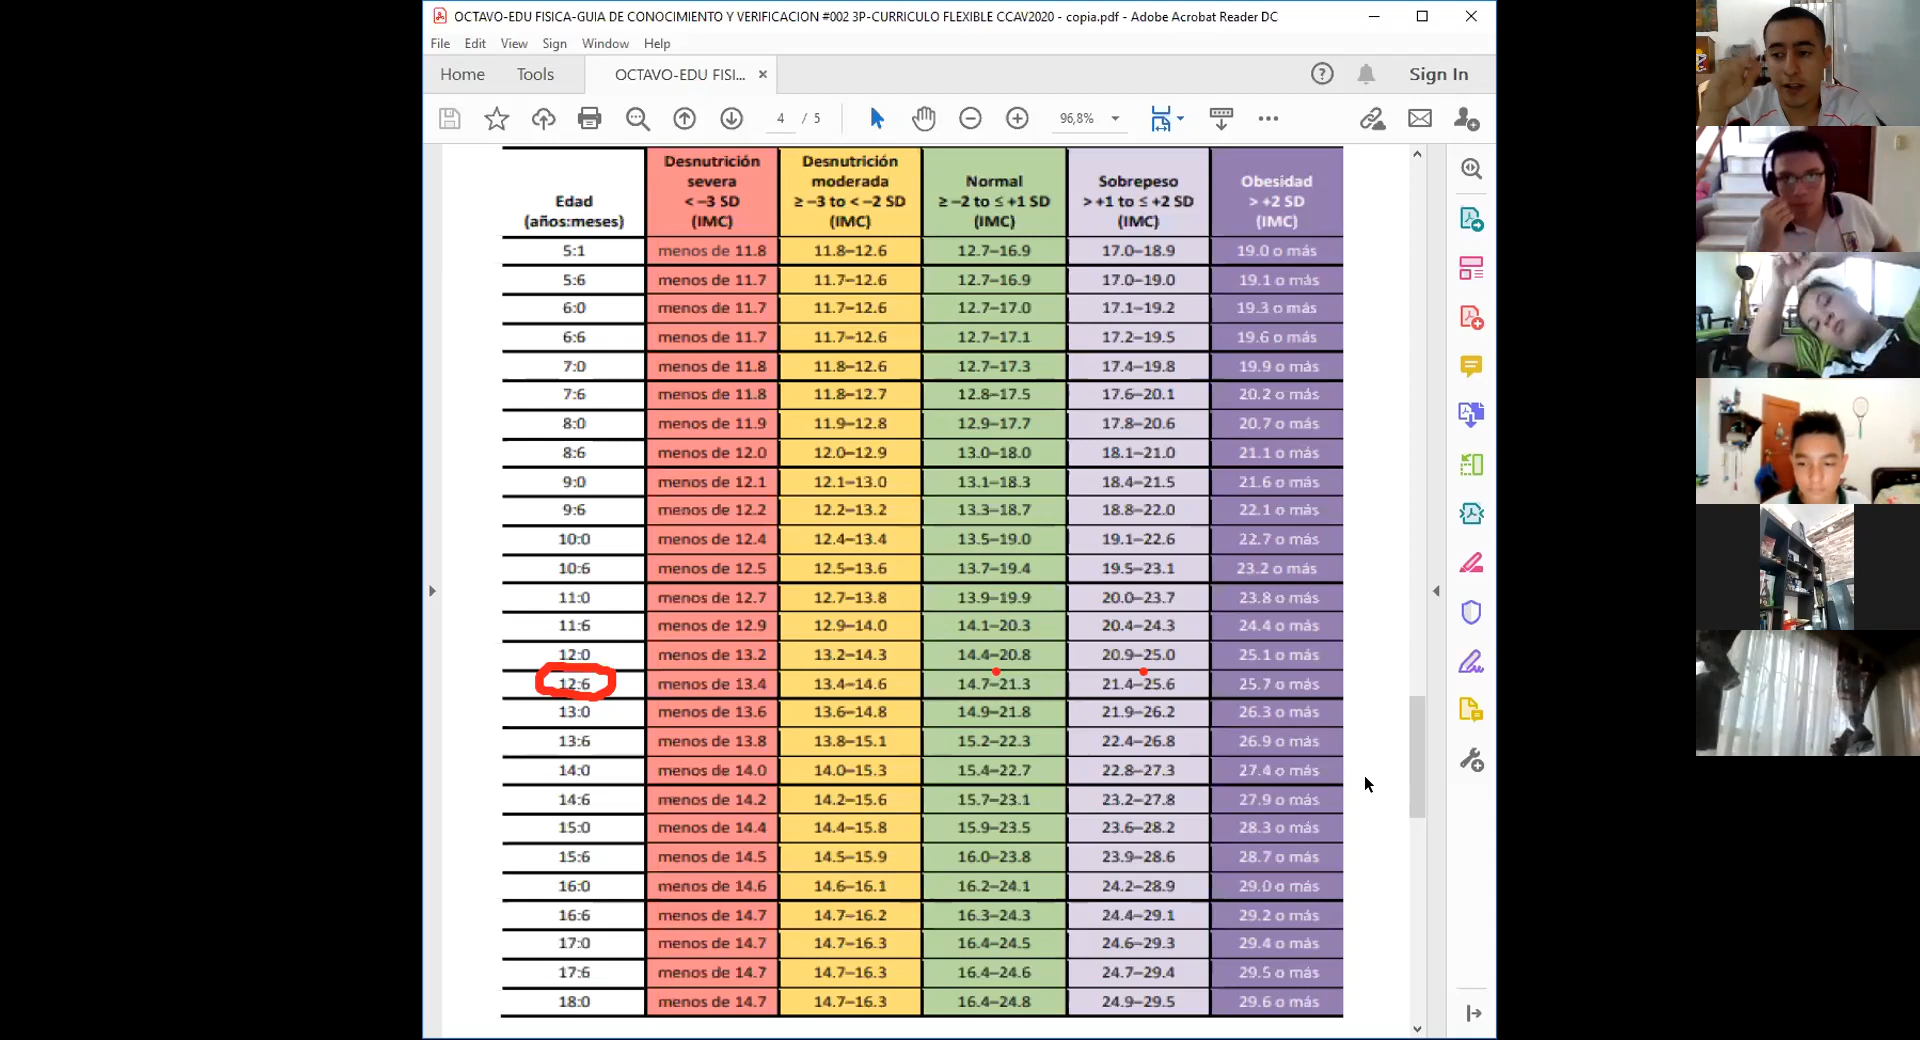 OCTAVO-EDU FISICA-GUIA DE CONOCIMIENTO Y VERIFICACION #002 3P-CURRICULO FLEXIBLE CCAV2020 - copia.pdf - Adobe Acrobat Reader DC
File Edit View Sign Window Help
Home Tools OCTAVO-EDU FISI... × Sign In
4 / 5 96,8%
Edad (años:meses)
Desnutrición severa < −3 SD (IMC)
Desnutrición moderada ≥ −3 to < −2 SD (IMC)
Normal ≥ −2 to ≤ +1 SD (IMC)
Sobrepeso > +1 to ≤ +2 SD (IMC)
Obesidad > +2 SD (IMC)
5:1 menos de 11.8 11.8–12.6 12.7–16.9 17.0–18.9 19.0 o más
5:6 menos de 11.7 11.7–12.6 12.7–16.9 17.0–19.0 19.1 o más
6:0 menos de 11.7 11.7–12.6 12.7–17.0 17.1–19.2 19.3 o más
6:6 menos de 11.7 11.7–12.6 12.7–17.1 17.2–19.5 19.6 o más
7:0 menos de 11.8 11.8–12.6 12.7–17.3 17.4–19.8 19.9 o más
7:6 menos de 11.8 11.8–12.7 12.8–17.5 17.6–20.1 20.2 o más
8:0 menos de 11.9 11.9–12.8 12.9–17.7 17.8–20.6 20.7 o más
8:6 menos de 12.0 12.0–12.9 13.0–18.0 18.1–21.0 21.1 o más
9:0 menos de 12.1 12.1–13.0 13.1–18.3 18.4–21.5 21.6 o más
9:6 menos de 12.2 12.2–13.2 13.3–18.7 18.8–22.0 22.1 o más
10:0 menos de 12.4 12.4–13.4 13.5–19.0 19.1–22.6 22.7 o más
10:6 menos de 12.5 12.5–13.6 13.7–19.4 19.5–23.1 23.2 o más
11:0 menos de 12.7 12.7–13.8 13.9–19.9 20.0–23.7 23.8 o más
11:6 menos de 12.9 12.9–14.0 14.1–20.3 20.4–24.3 24.4 o más
12:0 menos de 13.2 13.2–14.3 14.4–20.8 20.9–25.0 25.1 o más
12:6 menos de 13.4 13.4–14.6 14.7–21.3 21.4–25.6 25.7 o más
13:0 menos de 13.6 13.6–14.8 14.9–21.8 21.9–26.2 26.3 o más
13:6 menos de 13.8 13.8–15.1 15.2–22.3 22.4–26.8 26.9 o más
14:0 menos de 14.0 14.0–15.3 15.4–22.7 22.8–27.3 27.4 o más
14:6 menos de 14.2 14.2–15.6 15.7–23.1 23.2–27.8 27.9 o más
15:0 menos de 14.4 14.4–15.8 15.9–23.5 23.6–28.2 28.3 o más
15:6 menos de 14.5 14.5–15.9 16.0–23.8 23.9–28.6 28.7 o más
16:0 menos de 14.6 14.6–16.1 16.2–24.1 24.2–28.9 29.0 o más
16:6 menos de 14.7 14.7–16.2 16.3–24.3 24.4–29.1 29.2 o más
17:0 menos de 14.7 14.7–16.3 16.4–24.5 24.6–29.3 29.4 o más
17:6 menos de 14.7 14.7–16.3 16.4–24.6 24.7–29.4 29.5 o más
18:0 menos de 14.7 14.7–16.3 16.4–24.8 24.9–29.5 29.6 o más